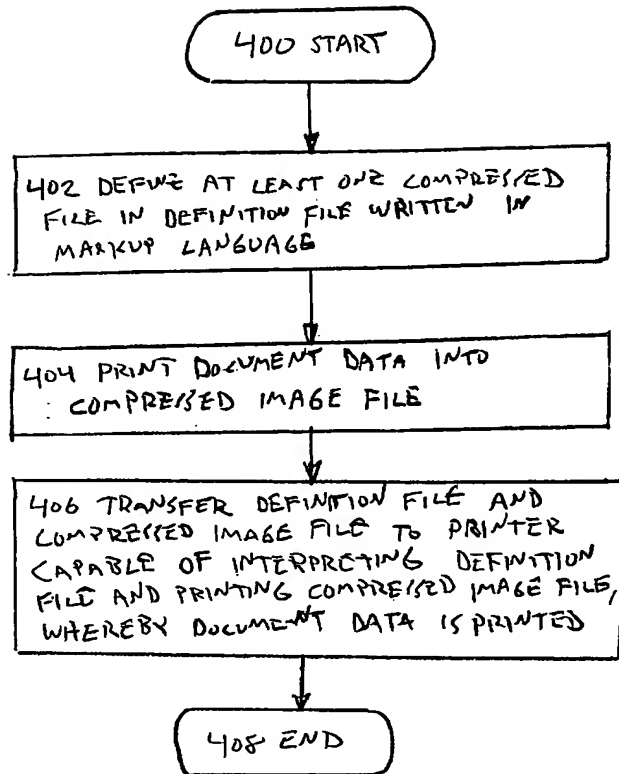 400 START
402 DEFINE AT LEAST ONE COMPRESSED
FILE IN DEFINITION FILE WRITTEN IN
MARKUP LANGUAGE
404 PRINT DOCUMENT DATA INTO
COMPRESSED IMAGE FILE
406 TRANSFER DEFINITION FILE AND
COMPRESSED IMAGE FILE TO PRINTER
CAPABLE OF INTERPRETING DEFINITION
FILE AND PRINTING COMPRESSED IMAGE FILE,
WHEREBY DOCUMENT DATA IS PRINTED
408 END